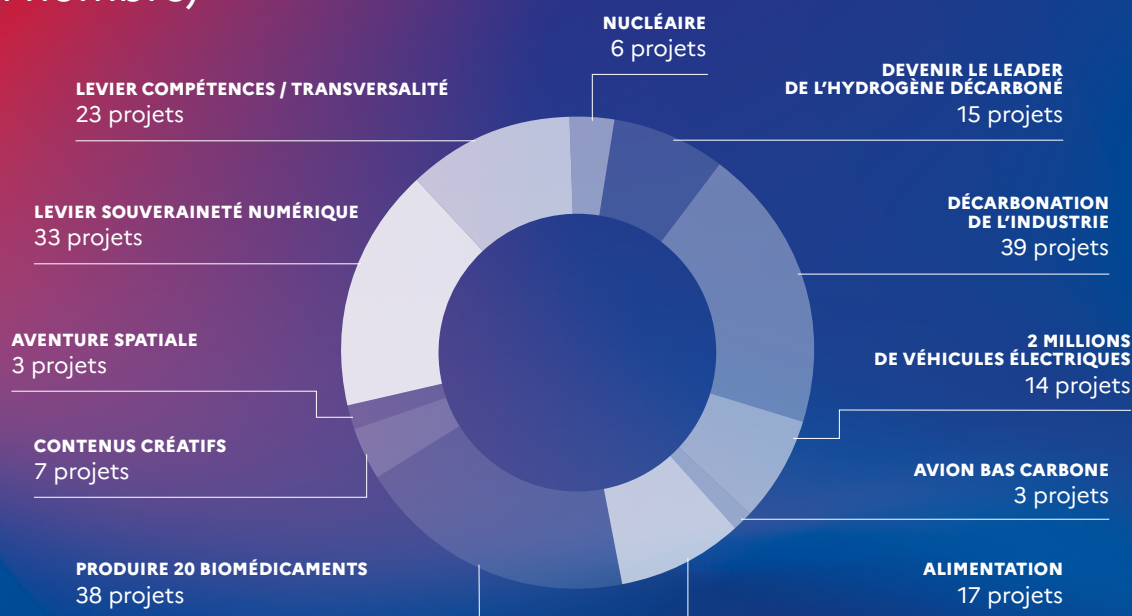 NUCLÉAIRE
6 projets
DEVENIR LE LEADER
DE L'HYDROGÈNE DÉCARBONÉ
15 projets
DÉCARBONATION
DE L'INDUSTRIE
39 projets
2 MILLIONS
DE VÉHICULES ÉLECTRIQUES
14 projets
AVION BAS CARBONE
3 projets
ALIMENTATION
17 projets
PRODUIRE 20 BIOMÉDICAMENTS
38 projets
CONTENUS CRÉATIFS
7 projets
AVENTURE SPATIALE
3 projets
LEVIER SOUVERAINETÉ NUMÉRIQUE
33 projets
LEVIER COMPÉTENCES / TRANSVERSALITÉ
23 projets